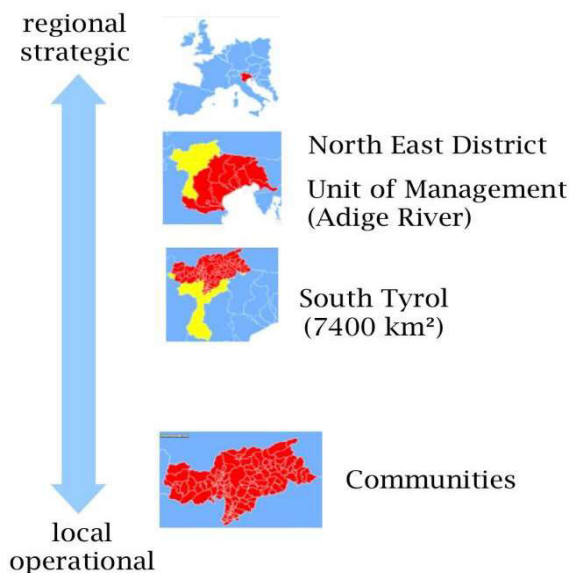 regional
strategic
North East District
Unit of Management
(Adige River)
South Tyrol
(7400 km²)
Communities
local
operational